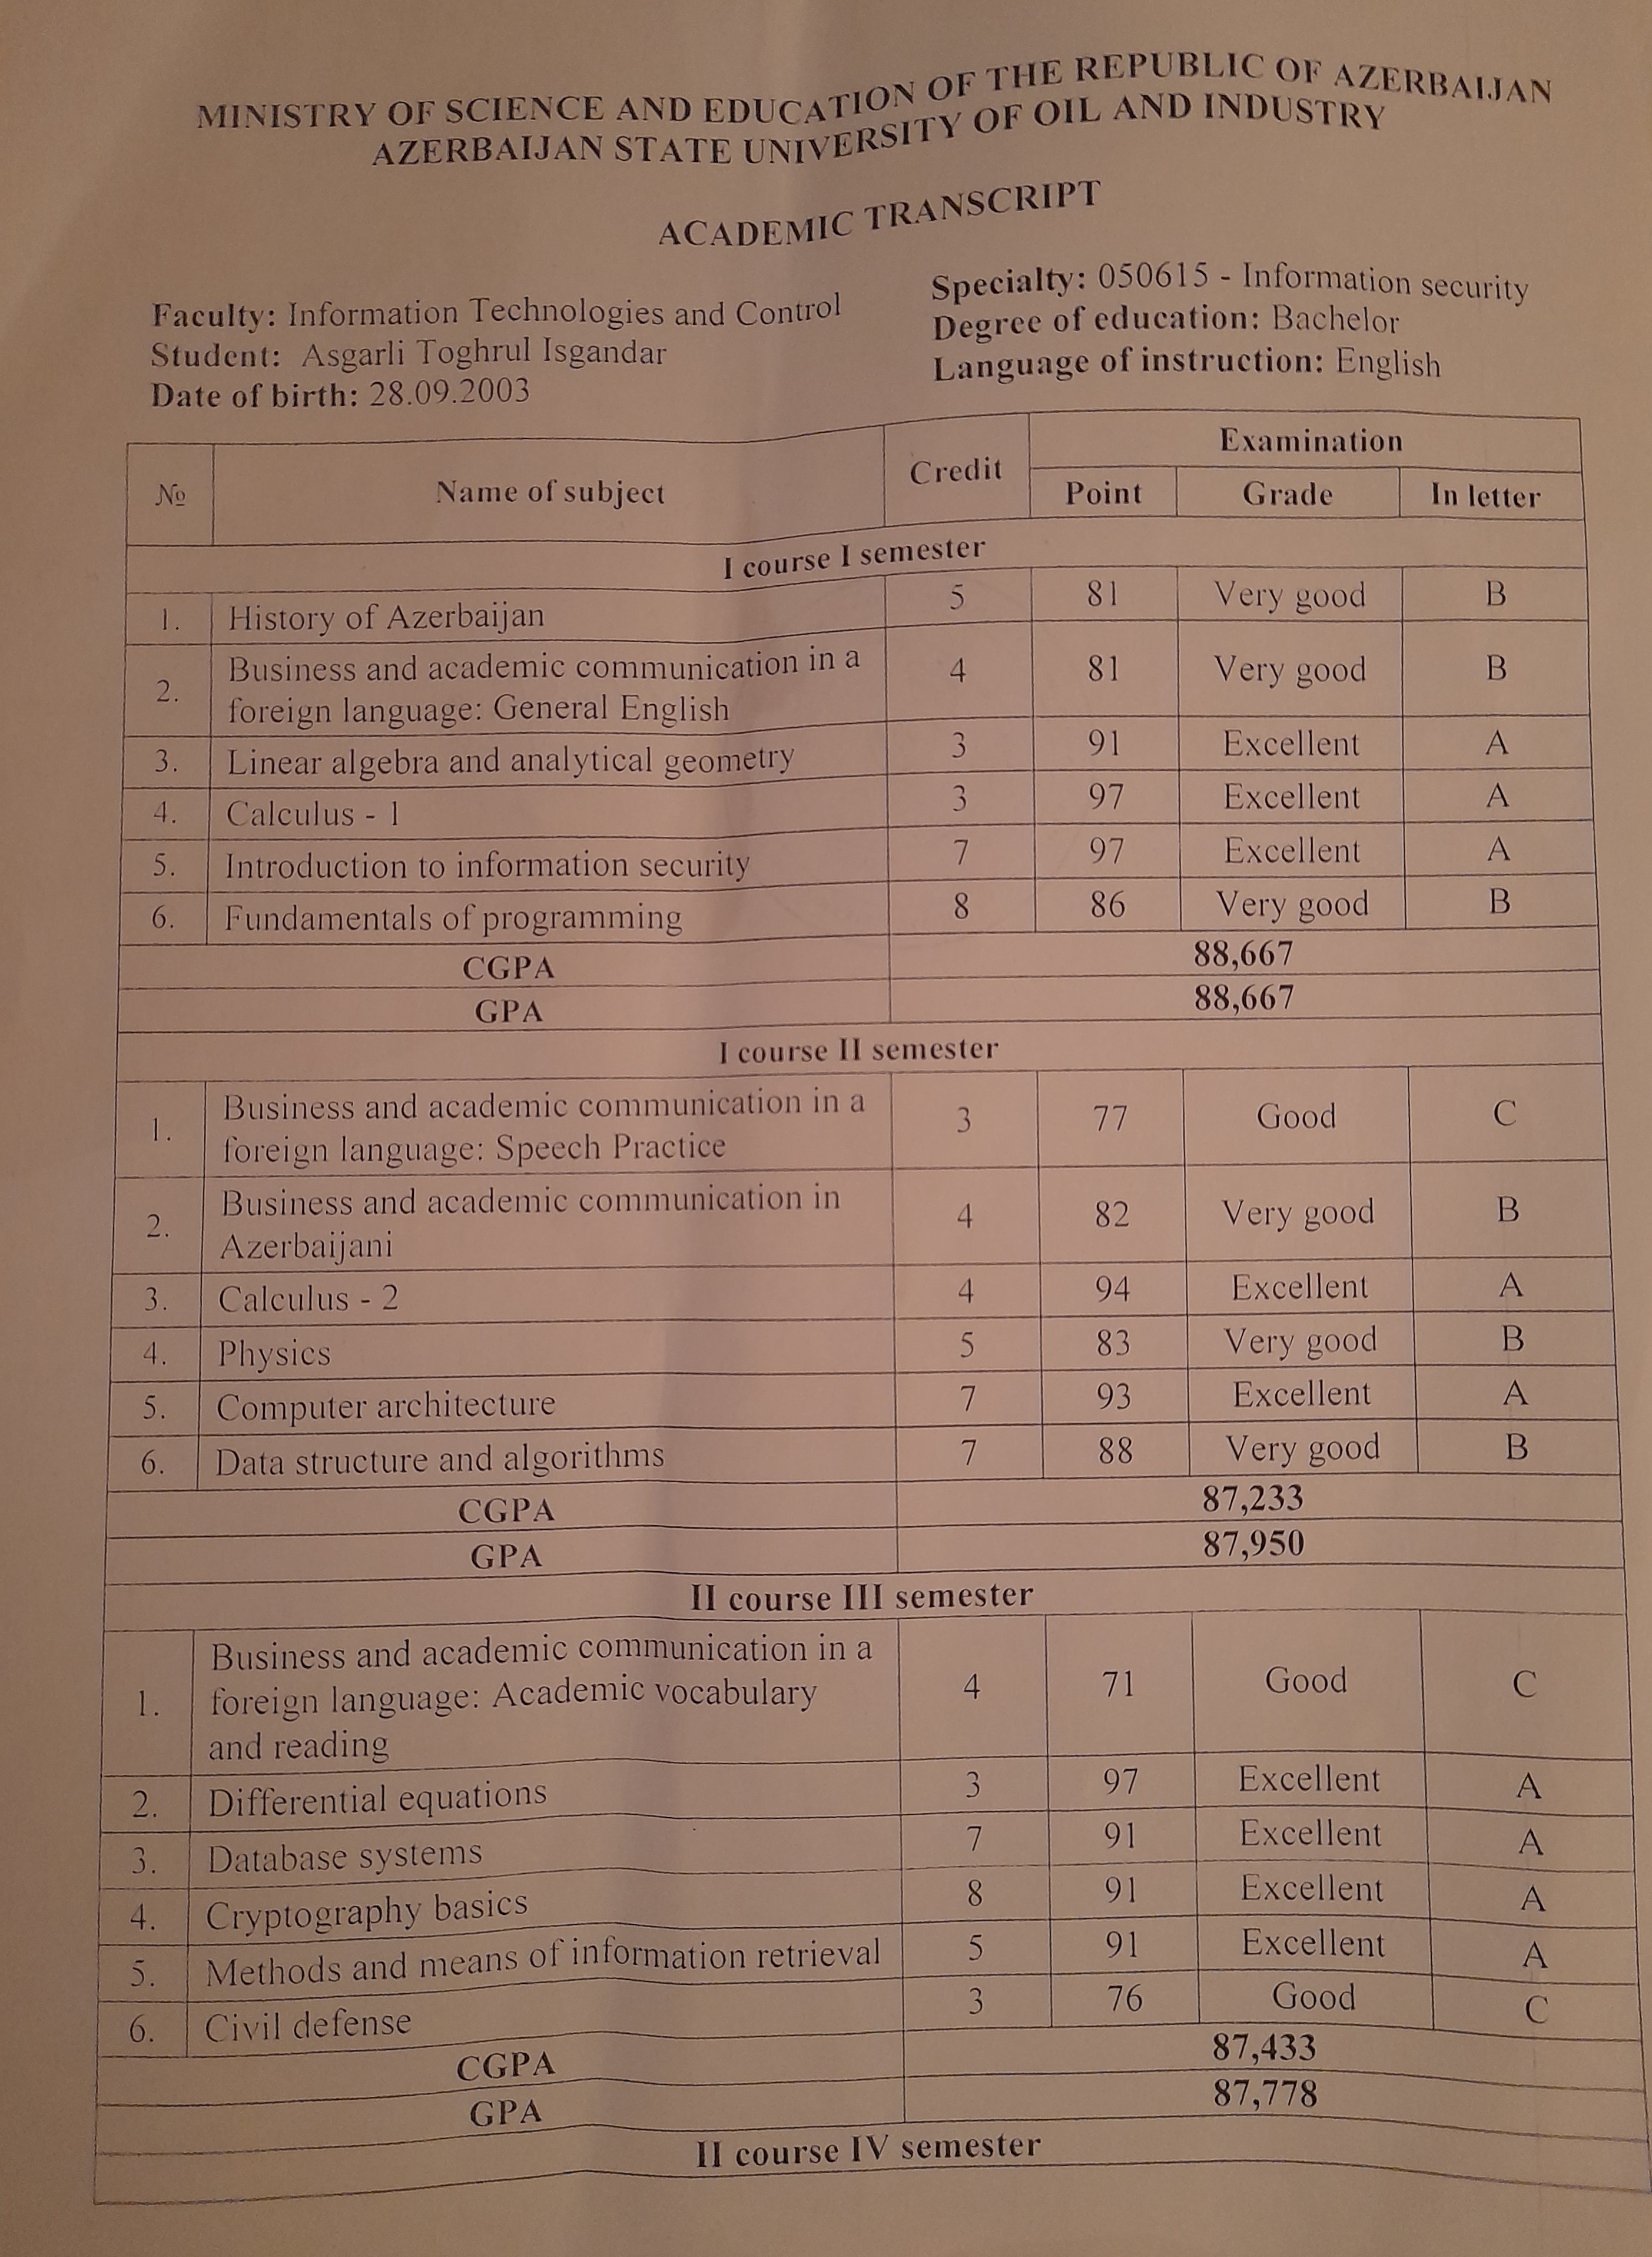 MINISTRY OF SCIENCE AND EDUCATION OF THE REPUBLIC OF AZERBAIJAN
AZERBAIJAN STATE UNIVERSITY OF OIL AND INDUSTRY
ACADEMIC TRANSCRIPT
Faculty: Information Technologies and Control
Student: Asgarli Toghrul Isgandar
Date of birth: 28.09.2003
Specialty: 050615 - Information security
Degree of education: Bachelor
Language of instruction: English
№ Name of subject Credit Examination
Point Grade In letter
I course I semester
1. History of Azerbaijan 5 81 Very good B
2. Business and academic communication in a
foreign language: General English 4 81 Very good B
3. Linear algebra and analytical geometry 3 91 Excellent A
4. Calculus - 1 3 97 Excellent A
5. Introduction to information security 7 97 Excellent A
6. Fundamentals of programming 8 86 Very good B
CGPA 88,667
GPA 88,667
I course II semester
1. Business and academic communication in a
foreign language: Speech Practice 3 77 Good C
2. Business and academic communication in
Azerbaijani 4 82 Very good B
3. Calculus - 2 4 94 Excellent A
4. Physics 5 83 Very good B
5. Computer architecture 7 93 Excellent A
6. Data structure and algorithms 7 88 Very good B
CGPA 87,233
GPA 87,950
II course III semester
1. Business and academic communication in a
foreign language: Academic vocabulary
and reading 4 71 Good C
2. Differential equations 3 97 Excellent A
3. Database systems 7 91 Excellent A
4. Cryptography basics 8 91 Excellent A
5. Methods and means of information retrieval 5 91 Excellent A
6. Civil defense 3 76 Good C
CGPA 87,433
GPA 87,778
II course IV semester